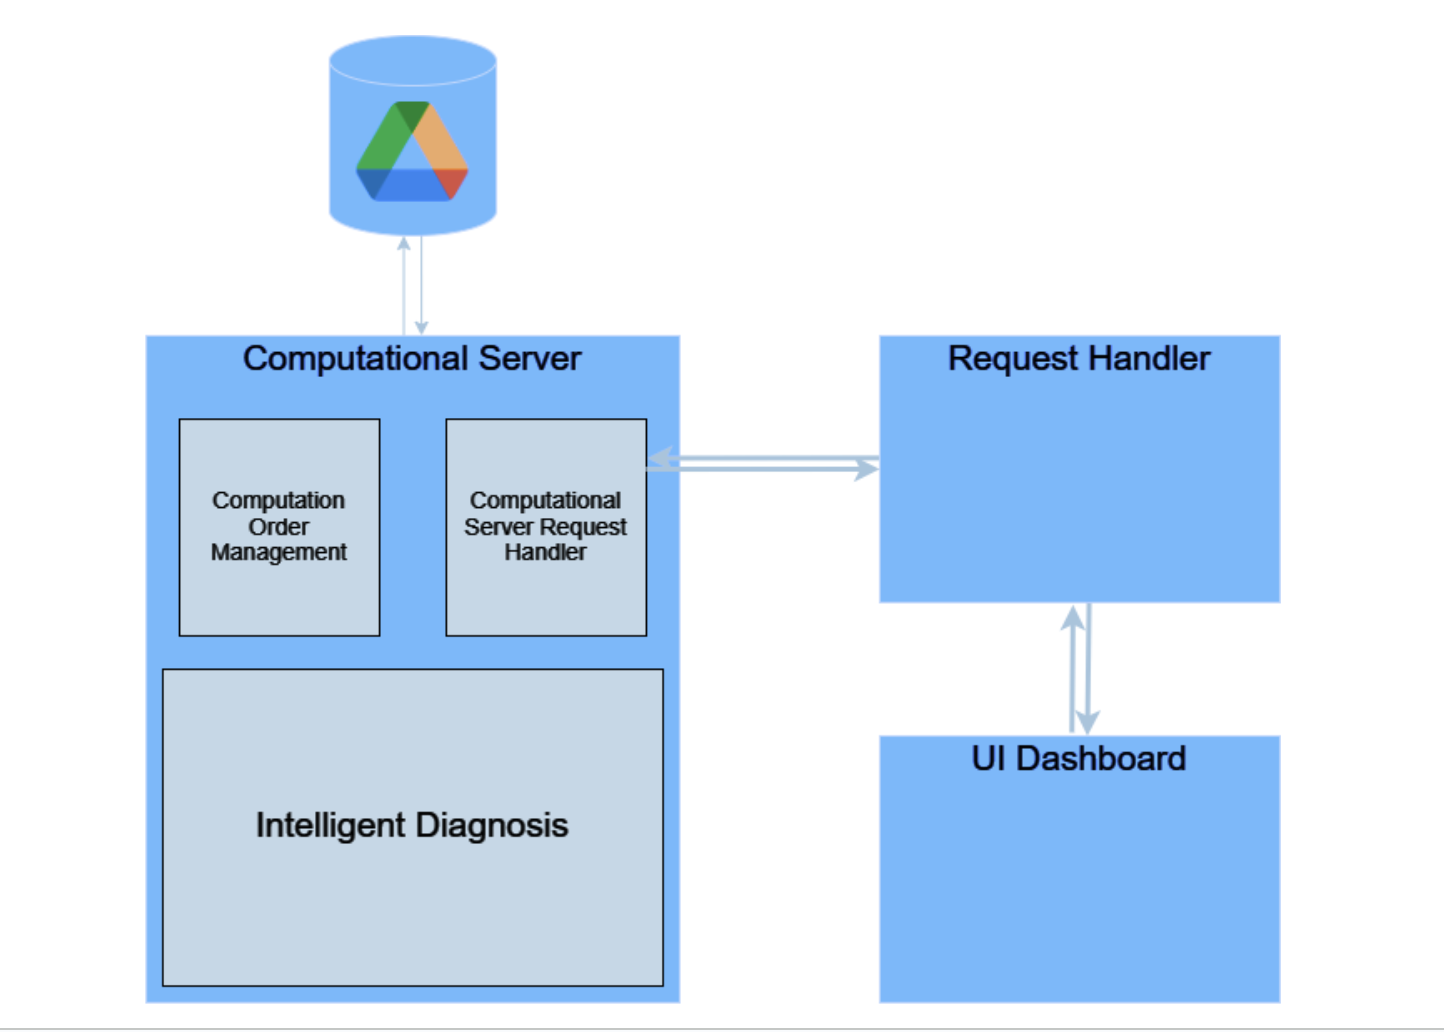 Computational Server
Request Handler
Computation
Order
Management
Computational
Server Request
Handler
Intelligent Diagnosis
UI Dashboard